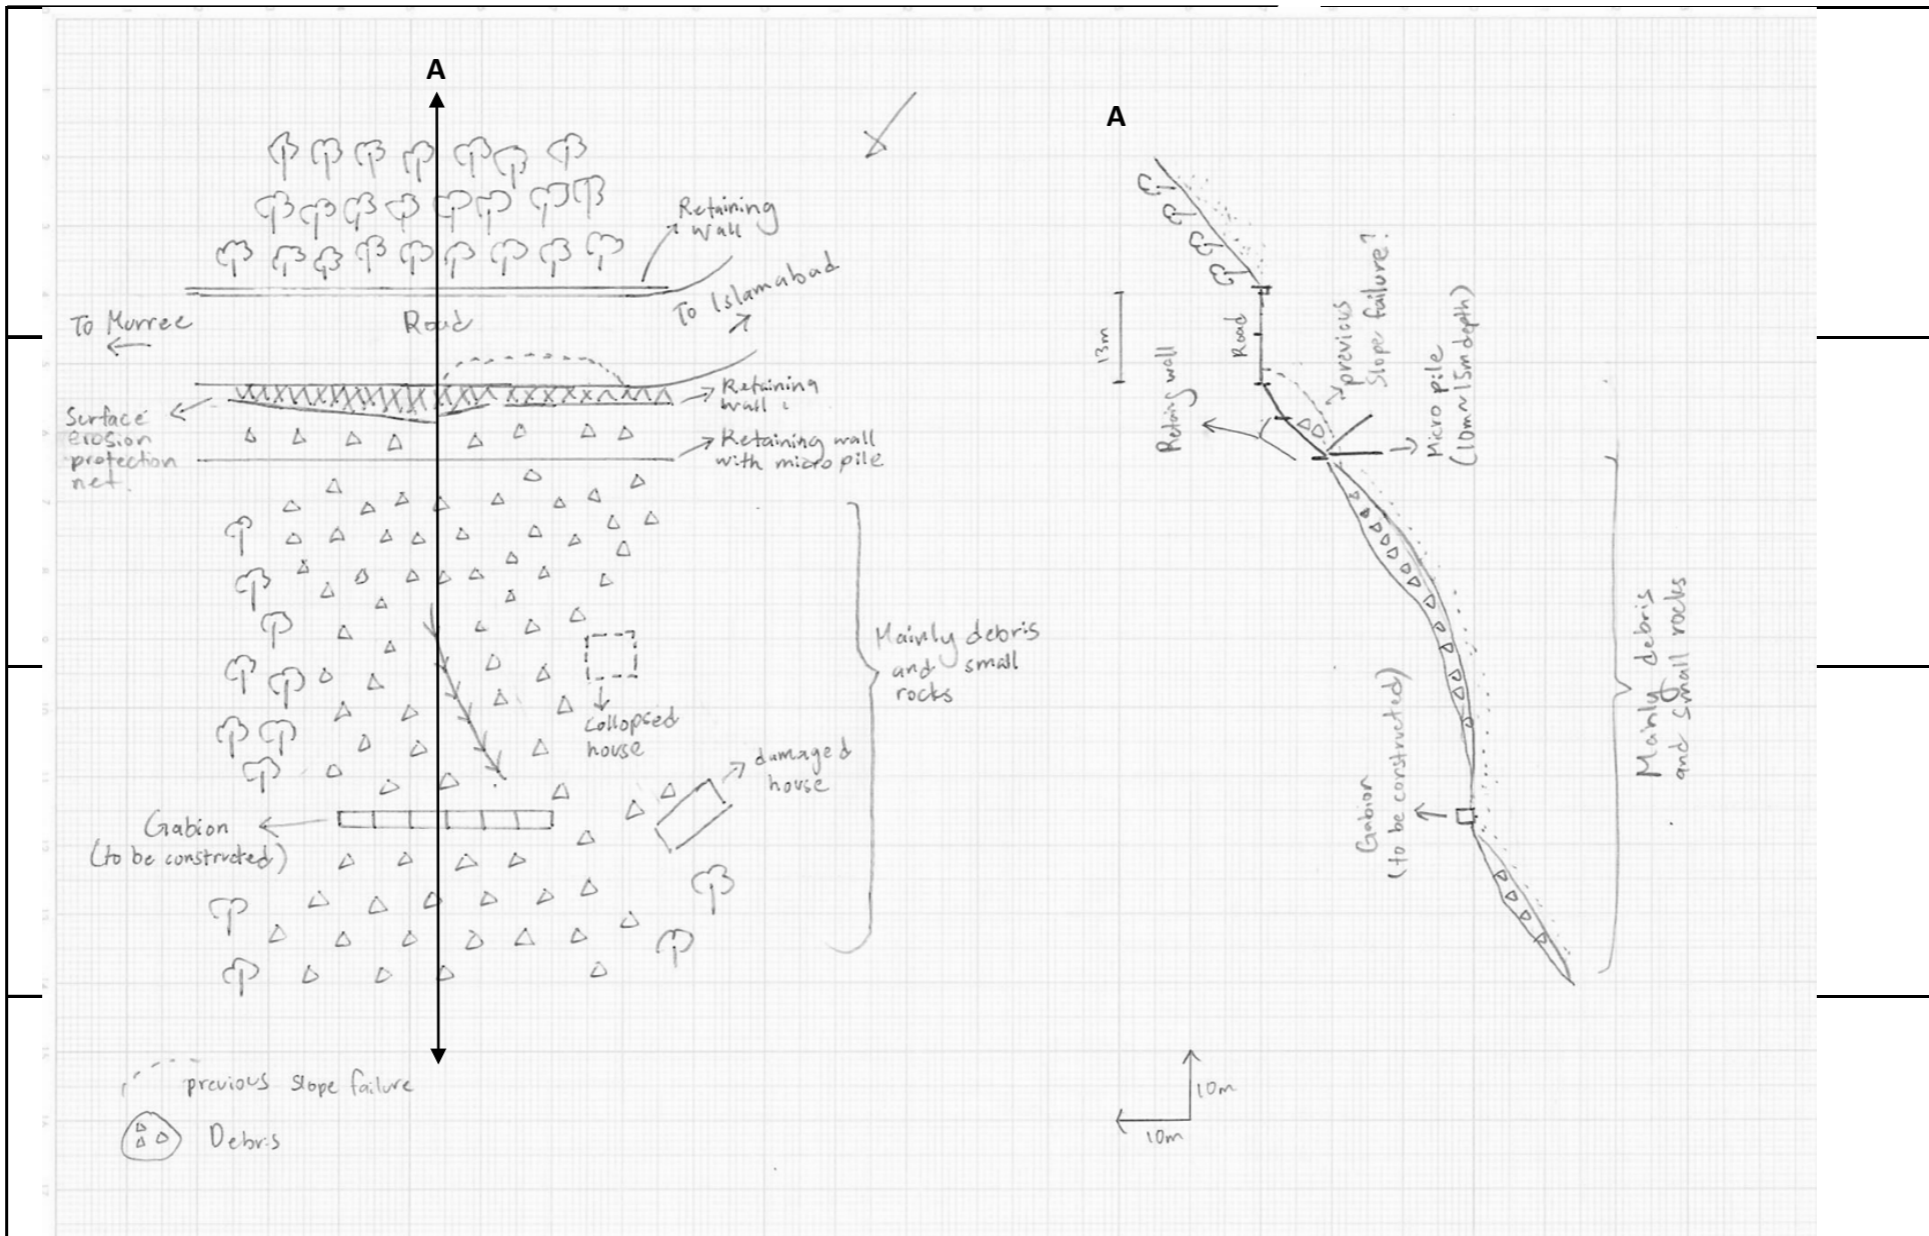 A
Retaining
Wall
To Islamabad
To Murree
Road
Retaining
wall
Surface
erosion
protection
net.
Retaining wall
with micro pile
Mainly debris
and small
rocks
Collopsed
house
damaged
house
Gabion
(to be constructed)
previous slope failure
Debris
A
13m
Road
previous
slope failure?
Retaining wall
Micro pile
(10m~15m depth)
Gabion
(to be constructed)
Mainly debris
and small rocks
10m
10m